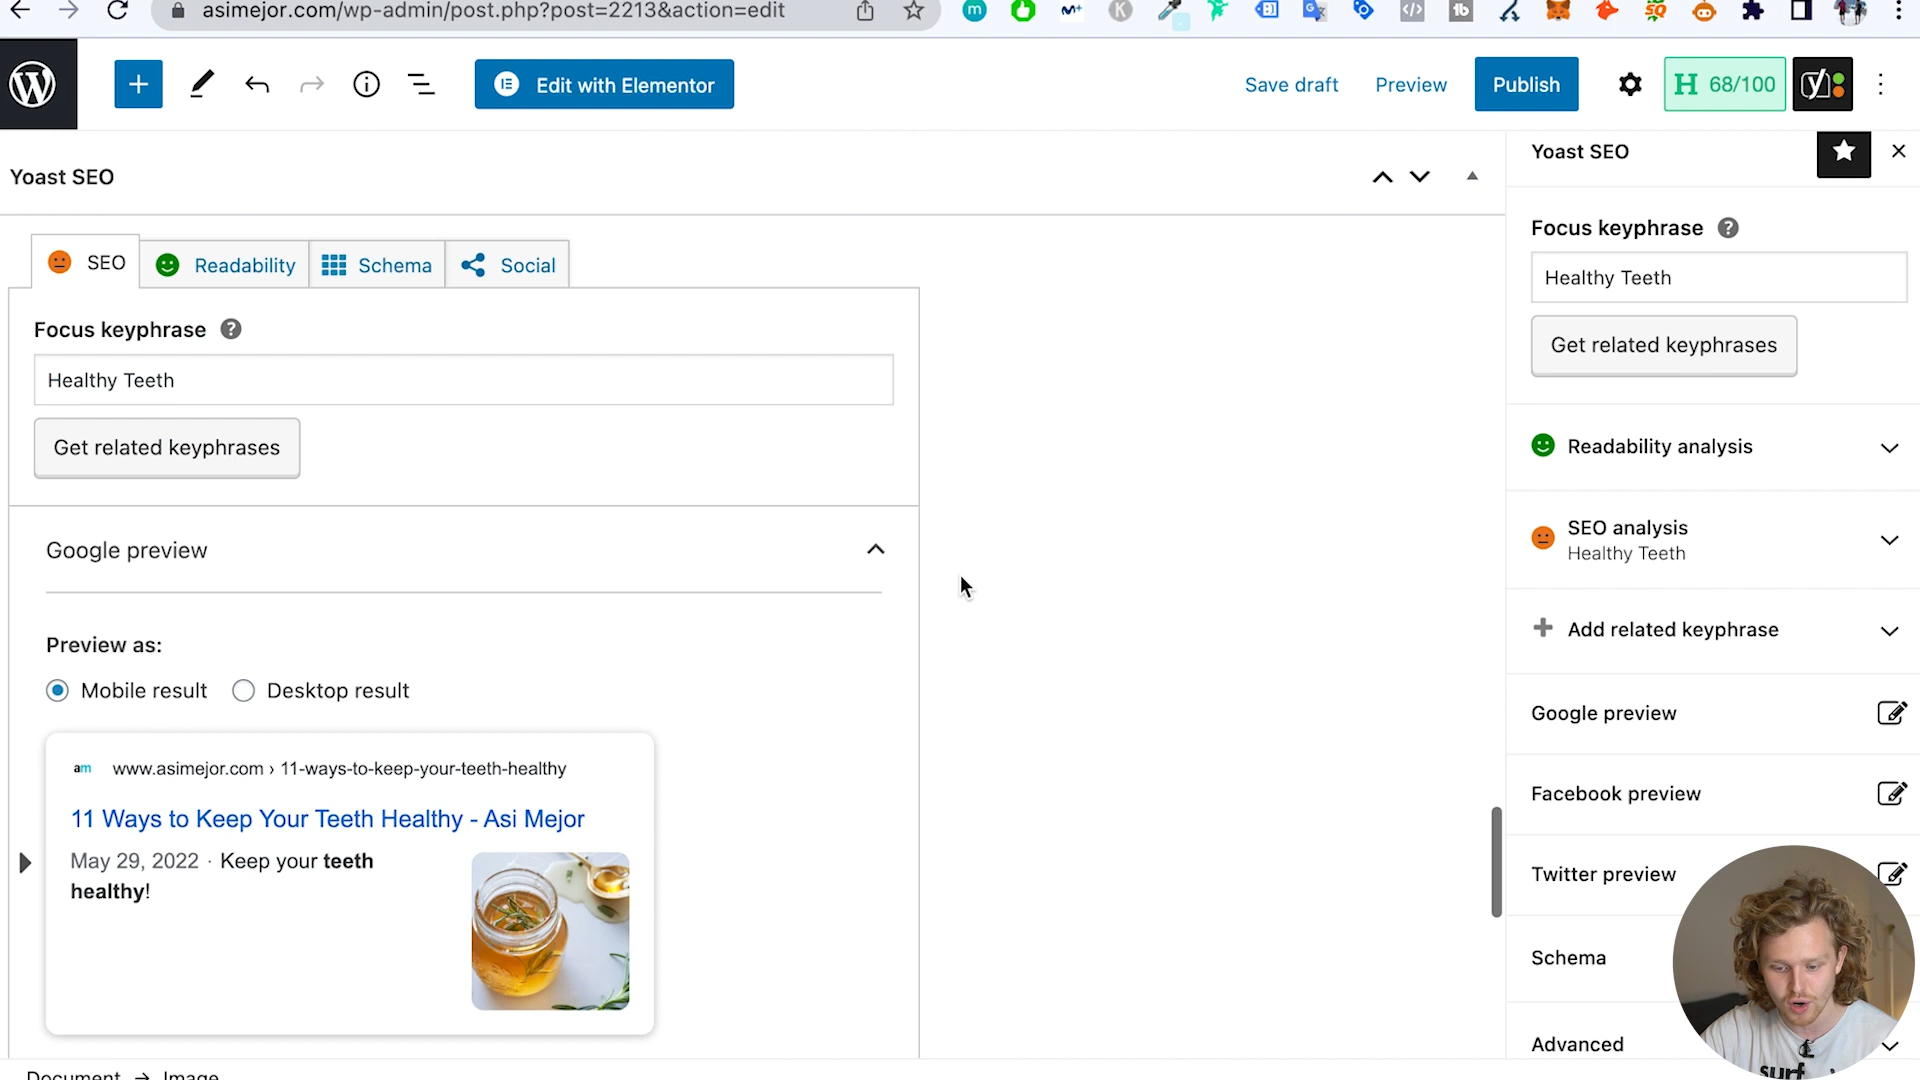 asimejor.com/wp-admin/post.php?post=2213&action=edit
Edit with Elementor
Save draft
Preview
Publish
H 68/100
Yoast SEO
Yoast SEO
SEO
Readability
Schema
Social
Focus keyphrase
Healthy Teeth
Get related keyphrases
Google preview
Preview as:
Mobile result
Desktop result
am www.asimejor.com › 11-ways-to-keep-your-teeth-healthy
11 Ways to Keep Your Teeth Healthy - Asi Mejor
May 29, 2022 · Keep your teeth
healthy!
Focus keyphrase
Healthy Teeth
Get related keyphrases
Readability analysis
SEO analysis
Healthy Teeth
Add related keyphrase
Google preview
Facebook preview
Twitter preview
Schema
Advanced
surf
Document → Image